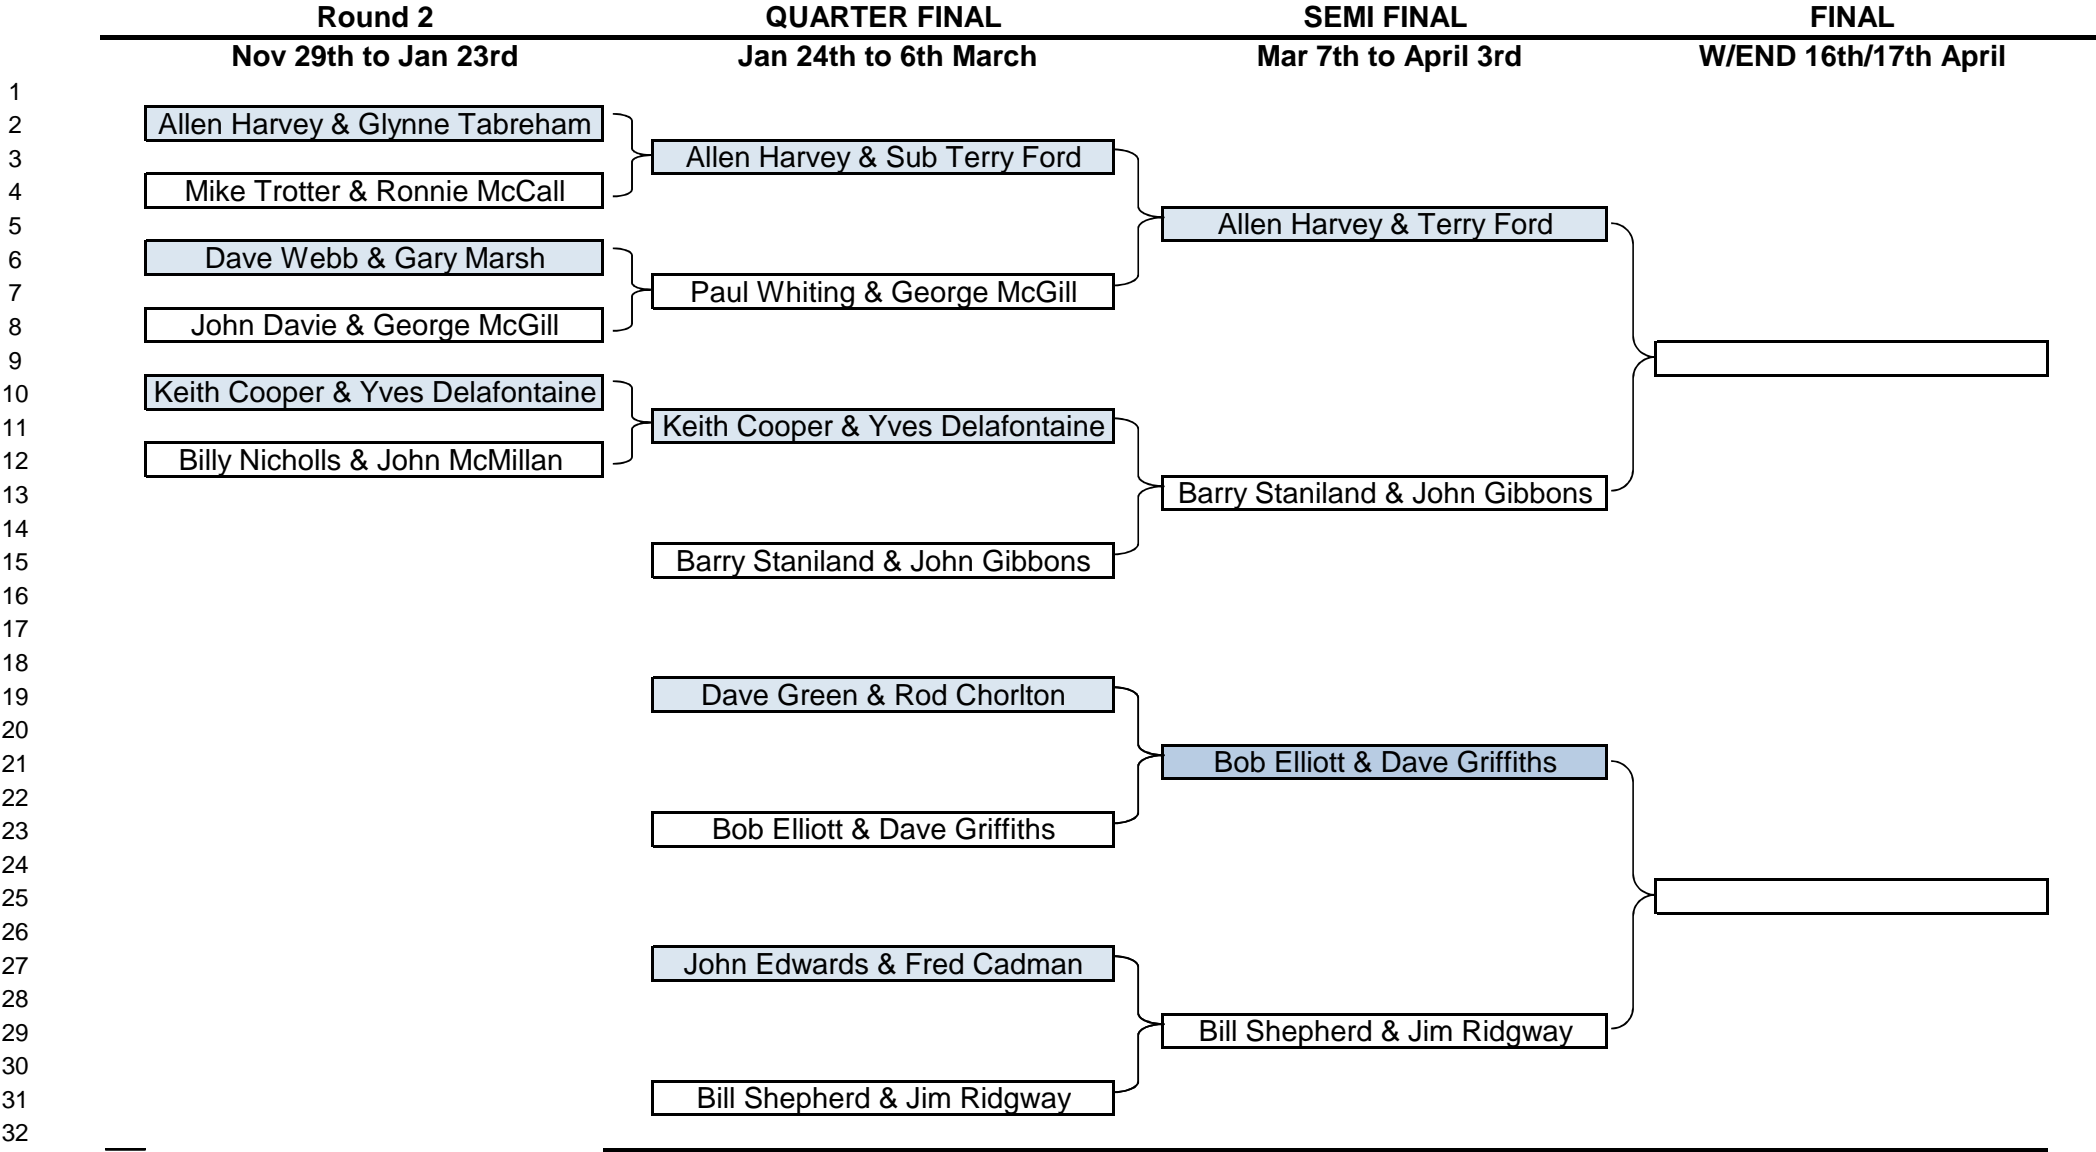 Round 2 QUARTER FINAL SEMI FINAL FINAL
Nov 29th to Jan 23rd Jan 24th to 6th March Mar 7th to April 3rd W/END 16th/17th April
1
2 Allen Harvey & Glynne Tabreham
3 Allen Harvey & Sub Terry Ford
4 Mike Trotter & Ronnie McCall
5 Allen Harvey & Terry Ford
6 Dave Webb & Gary Marsh
7 Paul Whiting & George McGill
8 John Davie & George McGill
9
10 Keith Cooper & Yves Delafontaine
11 Keith Cooper & Yves Delafontaine
12 Billy Nicholls & John McMillan
13 Barry Staniland & John Gibbons
14
15 Barry Staniland & John Gibbons
16
17
18
19 Dave Green & Rod Chorlton
20
21 Bob Elliott & Dave Griffiths
22
23 Bob Elliott & Dave Griffiths
24
25
26
27 John Edwards & Fred Cadman
28
29 Bill Shepherd & Jim Ridgway
30
31 Bill Shepherd & Jim Ridgway
32